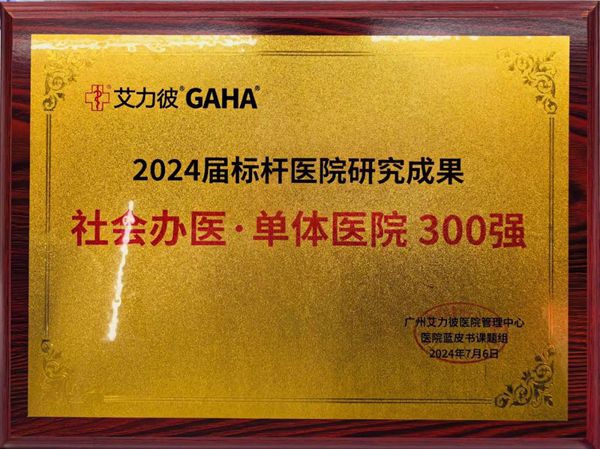 艾力彼® GAHA®
2024届标杆医院研究成果
社会办医·单体医院 300强
广州艾力彼医院管理中心
医院蓝皮书课题组
2024年7月6日